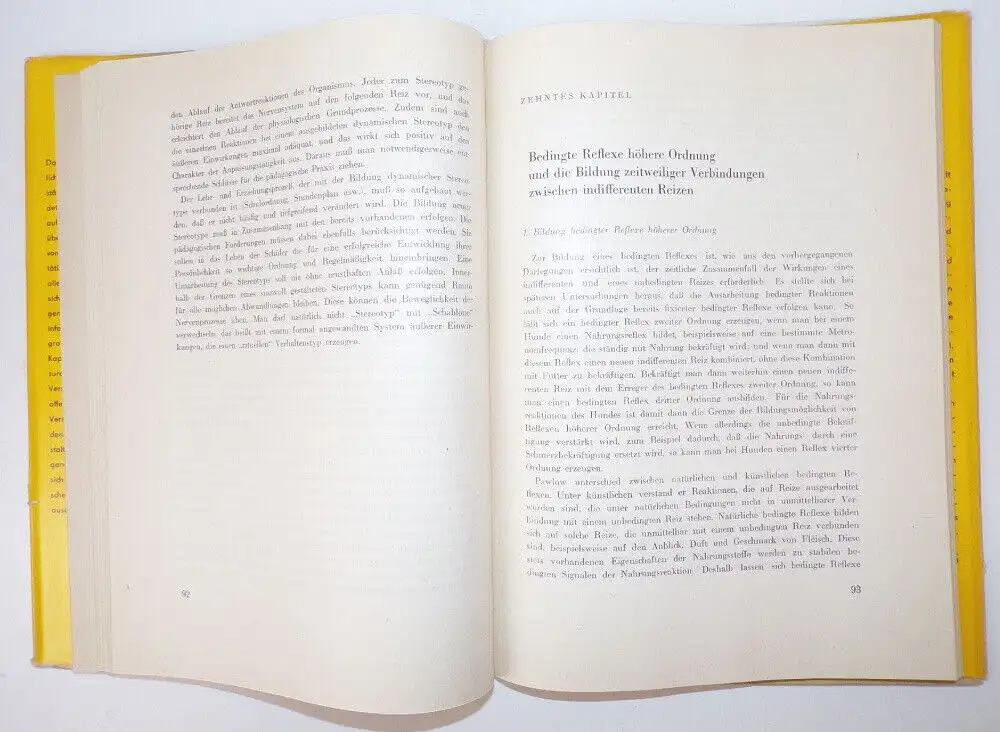 den Ablauf der Antwortreaktionen des Organismus. Jeder zum Stereotyp ge-
hörige Reiz bereitet das Nervensystem auf den folgenden Reiz vor, und das
erleichtert den Ablauf der physiologischen Grundprozesse. Zudem sind auch
die einzelnen Reaktionen bei einem ausgebildeten dynamischen Stereotyp den
äußeren Einwirkungen maximal adäquat, und das wirkt sich positiv auf den
Charakter der Anpassungstätigkeit aus. Daraus muß man notwendigerweise ent-
sprechende Schlüsse für die pädagogische Praxis ziehen.
Der Lehr- und Erziehungsprozeß, der mit der Bildung dynamischer Stereo-
type verbunden ist (Schulordnung, Stundenplan usw.), muß so aufgebaut wer-
den, daß er nicht häufig und tiefgreifend verändert wird. Die Bildung neuer
Stereotype muß in Zusammenhang mit den bereits vorhandenen erfolgen. Die
pädagogischen Forderungen müssen dabei ebenfalls berücksichtigt werden. Sie
sollen in das Leben der Schüler die für eine erfolgreiche Entwicklung ihrer
Persönlichkeit so wichtige Ordnung und Regelmäßigkeit hineinbringen. Eine
Umarbeitung des Stereotyps soll nie ohne ernsthaften Anlaß erfolgen. Inner-
halb der Grenzen eines sinnvoll gestalteten Stereotyps kann genügend Raum
für alle möglichen Abwandlungen bleiben. Diese können die Beweglichkeit der
Nervenprozesse üben. Man darf natürlich nicht „Stereotyp“ mit „Schablone“
verwechseln, das heißt mit einem formal angewandten System äußerer Einwir-
kungen, die einen „rituellen“ Verhaltenstyp erzeugen.
92
ZEHNTES KAPITEL
Bedingte Reflexe höhere Ordnung
und die Bildung zeitweiliger Verbindungen
zwischen indifferenten Reizen
1. Bildung bedingter Reflexe höherer Ordnung
Zur Bildung eines bedingten Reflexes ist, wie aus den vorhergegangenen
Darlegungen ersichtlich ist, der zeitliche Zusammenfall der Wirkungen eines
indifferenten und eines unbedingten Reizes erforderlich. Es stellte sich bei
späteren Untersuchungen heraus, daß die Ausarbeitung bedingter Reaktionen
auch auf der Grundlage bereits fixierter bedingter Reflexe erfolgen kann. So
läßt sich ein bedingter Reflex zweiter Ordnung erzeugen, wenn man bei einem
Hunde einen Nahrungsreflex bildet, beispielsweise auf eine bestimmte Metro-
nomfrequenz, die ständig mit Nahrung bekräftigt wird, und wenn man dann mit
diesem Reflex einen neuen indifferenten Reiz kombiniert, ohne diese Kombination
mit Futter zu bekräftigen. Bekräftigt man dann weiterhin einen neuen indiffe-
renten Reiz mit dem Erreger des bedingten Reflexes zweiter Ordnung, so kann
man einen bedingten Reflex dritter Ordnung ausbilden. Für die Nahrungs-
reaktionen des Hundes ist damit dann die Grenze der Bildungsmöglichkeit von
Reflexen höherer Ordnung erreicht. Wenn allerdings die unbedingte Bekräf-
tigung verstärkt wird, zum Beispiel dadurch, daß die Nahrungs- durch eine
Schmerzbekräftigung ersetzt wird, so kann man bei Hunden einen Reflex vierter
Ordnung erzeugen.
Pawlow unterschied zwischen natürlichen und künstlichen bedingten Re-
flexen. Unter künstlichen verstand er Reaktionen, die auf Reize ausgearbeitet
worden sind, die unter natürlichen Bedingungen nicht in unmittelbarer Ver-
bindung mit einem unbedingten Reiz stehen. Natürliche bedingte Reflexe bilden
sich auf solche Reize, die unmittelbar mit einem unbedingten Reiz verbunden
sind, beispielsweise auf den Anblick, Duft und Geschmack von Fleisch. Diese
stets vorhandenen Eigenschaften der Nahrungsstoffe werden zu stabilen be-
dingten Signalen der Nahrungsreaktion. Deshalb lassen sich bedingte Reflexe
93